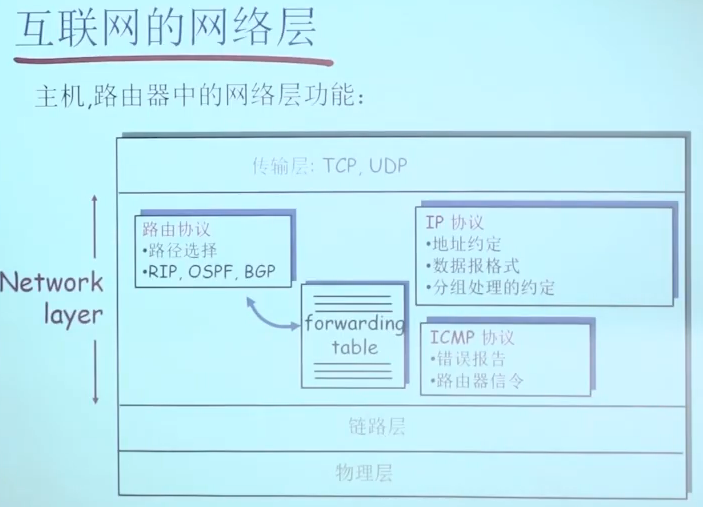 互联网的网络层
主机,路由器中的网络层功能:
传输层: TCP, UDP
Network
layer
路由协议
•路径选择
•RIP, OSPF, BGP
forwarding
table
IP 协议
•地址约定
•数据报格式
•分组处理的约定
ICMP 协议
•错误报告
•路由器信令
链路层
物理层